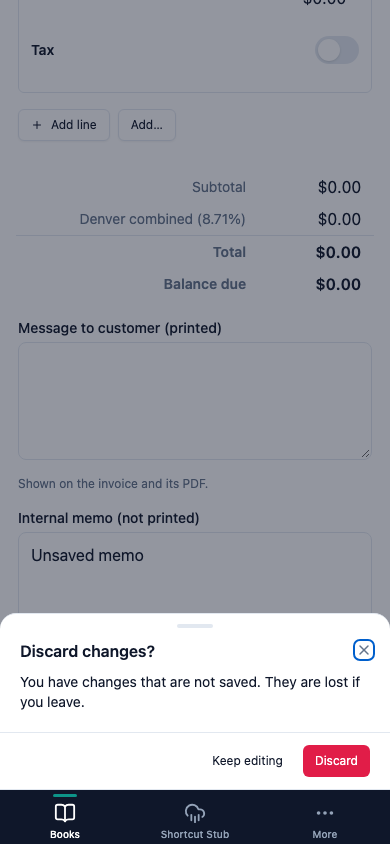 $0.00
Tax
+ Add line
Add...
Subtotal $0.00
Denver combined (8.71%) $0.00
Total $0.00
Balance due $0.00
Message to customer (printed)
Shown on the invoice and its PDF.
Internal memo (not printed)
Unsaved memo
Discard changes?
You have changes that are not saved. They are lost if
you leave.
Keep editing
Discard
Books
Shortcut Stub
More